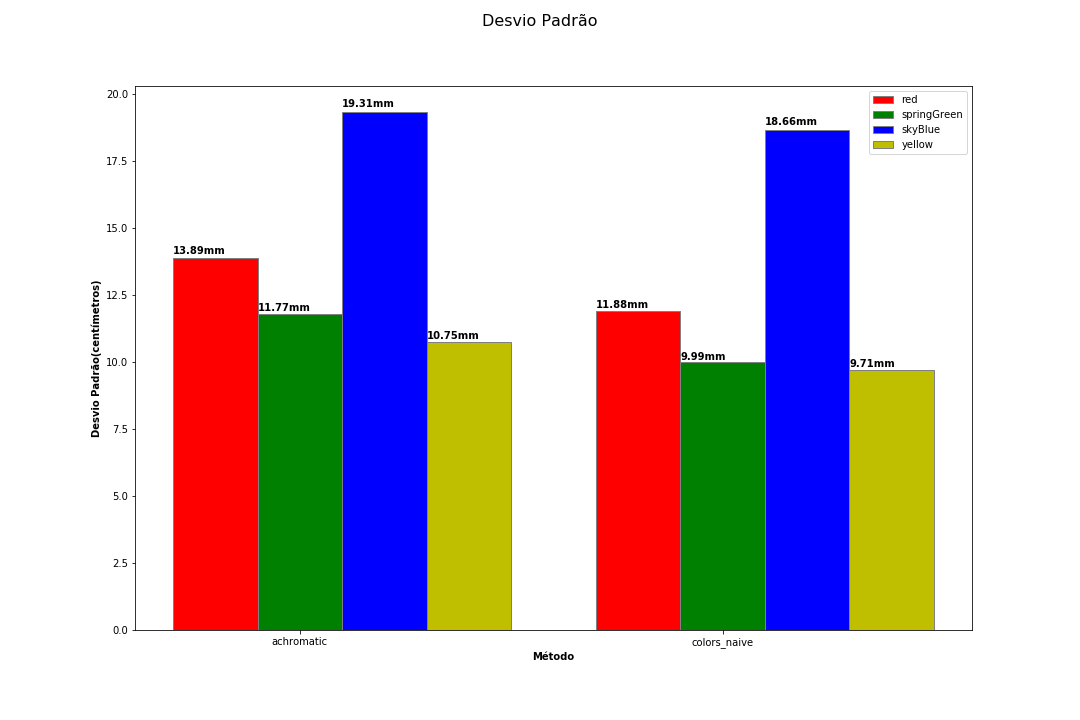 Desvio Padrão
20.0
17.5
15.0
12.5
10.0
7.5
5.0
2.5
0.0
Desvio Padrão(centímetros)
13.89mm
11.77mm
19.31mm
10.75mm
11.88mm
9.99mm
18.66mm
9.71mm
red
springGreen
skyBlue
yellow
achromatic
colors_naive
Método